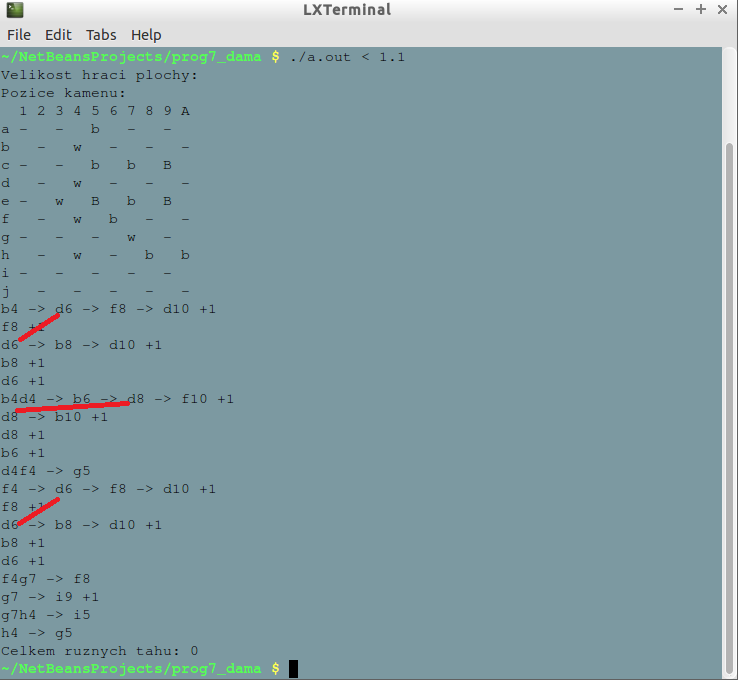 LXTerminal
File Edit Tabs Help
~/NetBeansProjects/prog7_dama $ ./a.out < 1.1
Velikost hraci plochy:
Pozice kamenu:
  1 2 3 4 5 6 7 8 9 A
a -   -   b   -   -
b   -   w   -   -   -
c -   -   b   b   B
d   -   w   -   -   -
e -   w   B   b   B
f   -   w   b   -   -
g -   -   -   w   -
h   -   w   -   b   b
i -   -   -   -   -
j   -   -   -   -   -
b4 -> d6 -> f8 -> d10 +1
f8 +1
d6 -> b8 -> d10 +1
b8 +1
d6 +1
b4d4 -> b6 -> d8 -> f10 +1
d8 -> b10 +1
d8 +1
b6 +1
d4f4 -> g5
f4 -> d6 -> f8 -> d10 +1
f8 +1
d6 -> b8 -> d10 +1
b8 +1
d6 +1
f4g7 -> f8
g7 -> i9 +1
g7h4 -> i5
h4 -> g5
Celkem ruznych tahu: 0
~/NetBeansProjects/prog7_dama $